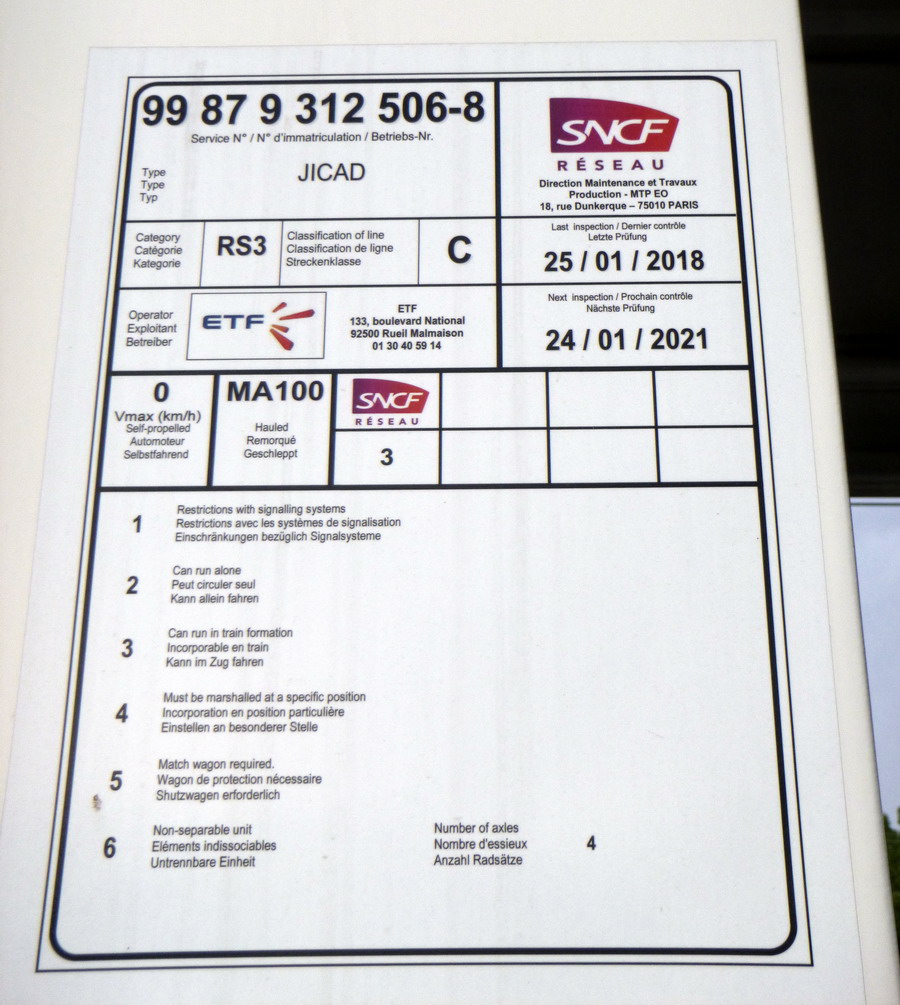 99 87 9 312 506-8
Service N° / N° d'immatriculation / Betriebs-Nr.
Type
Type
Typ
JICAD
SNCF
RÉSEAU
Direction Maintenance et Travaux
Production - MTP EO
18, rue Dunkerque – 75010 PARIS
Category
Catégorie
Kategorie
RS3
Classification of line
Classification de ligne
Streckenklasse
C
Last inspection / Dernier contrôle
Letzte Prüfung
25 / 01 / 2018
Operator
Exploitant
Betreiber
ETF
ETF
133, boulevard National
92500 Rueil Malmaison
01 30 40 59 14
Next inspection / Prochain contrôle
Nächste Prüfung
24 / 01 / 2021
0
Vmax (km/h)
Self-propelled
Automoteur
Selbstfahrend
MA100
Hauled
Remorqué
Geschleppt
SNCF
RÉSEAU
3
1
Restrictions with signalling systems
Restrictions avec les systèmes de signalisation
Einschränkungen bezüglich Signalsysteme
2
Can run alone
Peut circuler seul
Kann allein fahren
3
Can run in train formation
Incorporable en train
Kann im Zug fahren
4
Must be marshalled at a specific position
Incorporation en position particulière
Einstellen an besonderer Stelle
5
Match wagon required.
Wagon de protection nécessaire
Shutzwagen erforderlich
6
Non-separable unit
Eléments indissociables
Untrennbare Einheit
Number of axles
Nombre d'essieux
Anzahl Radsätze
4